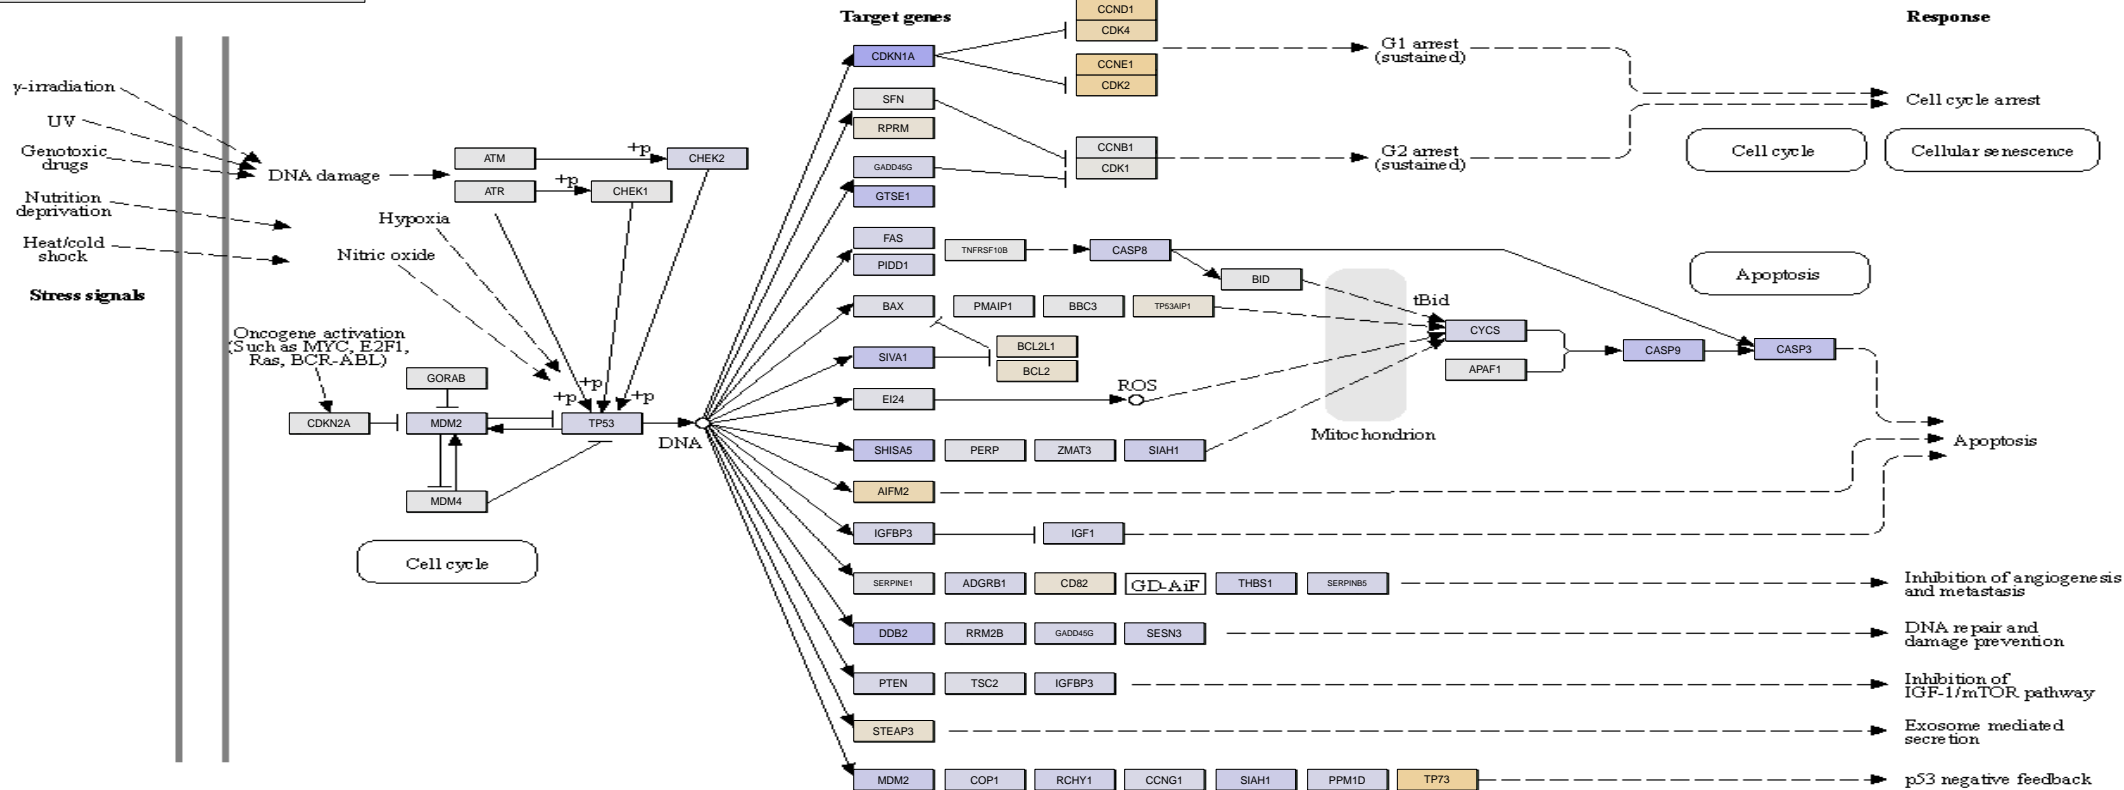 Target genes
Response
CCND1
CDK4
CDKN1A
CCNE1
CDK2
G1 arrest
(sustained)
γ-irradiation
UV
Genotoxic
drugs
Nutrition
deprivation
Heat/cold
shock
Stress signals
DNA damage
ATM
+p
CHEK2
ATR
+p
CHEK1
Hypoxia
Nitric oxide
SFN
RPRM
GADD45G
GTSE1
CCNB1
CDK1
G2 arrest
(sustained)
Cell cycle arrest
Cell cycle
Cellular senescence
FAS
PIDD1
TNFRSF10B
CASP8
BID
tBid
Apoptosis
BAX
PMAIP1
BBC3
TP53AIP1
CYCS
BCL2L1
BCL2
SIVA1
APAF1
CASP9
CASP3
Oncogene activation
(Such as MYC, E2F1,
Ras, BCR-ABL)
GORAB
+p
+p
+p
CDKN2A
MDM2
TP53
DNA
MDM4
Cell cycle
EI24
ROS
Mitochondrion
SHISA5
PERP
ZMAT3
SIAH1
Apoptosis
AIFM2
IGFBP3
IGF1
SERPINE1
ADGRB1
CD82
GD-AiF
THBS1
SERPINB5
Inhibition of angiogenesis
and metastasis
DDB2
RRM2B
GADD45G
SESN3
DNA repair and
damage prevention
PTEN
TSC2
IGFBP3
Inhibition of
IGF-1/mTOR pathway
STEAP3
Exosome mediated
secretion
MDM2
COP1
RCHY1
CCNG1
SIAH1
PPM1D
TP73
p53 negative feedback